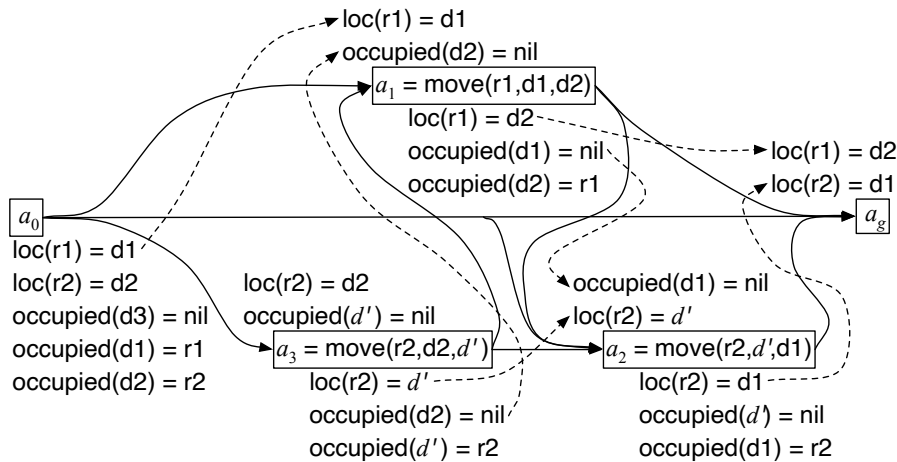 loc(r1) = d1
occupied(d2) = nil
a₁ = move(r1,d1,d2)
loc(r1) = d2
occupied(d1) = nil
occupied(d2) = r1
loc(r1) = d2
loc(r2) = d1
a₀
a_g
loc(r1) = d1
loc(r2) = d2
occupied(d3) = nil
occupied(d1) = r1
occupied(d2) = r2
loc(r2) = d2
occupied(d') = nil
a₃ = move(r2,d2,d')
loc(r2) = d'
occupied(d2) = nil
occupied(d') = r2
occupied(d1) = nil
loc(r2) = d'
a₂ = move(r2,d',d1)
loc(r2) = d1
occupied(d') = nil
occupied(d1) = r2